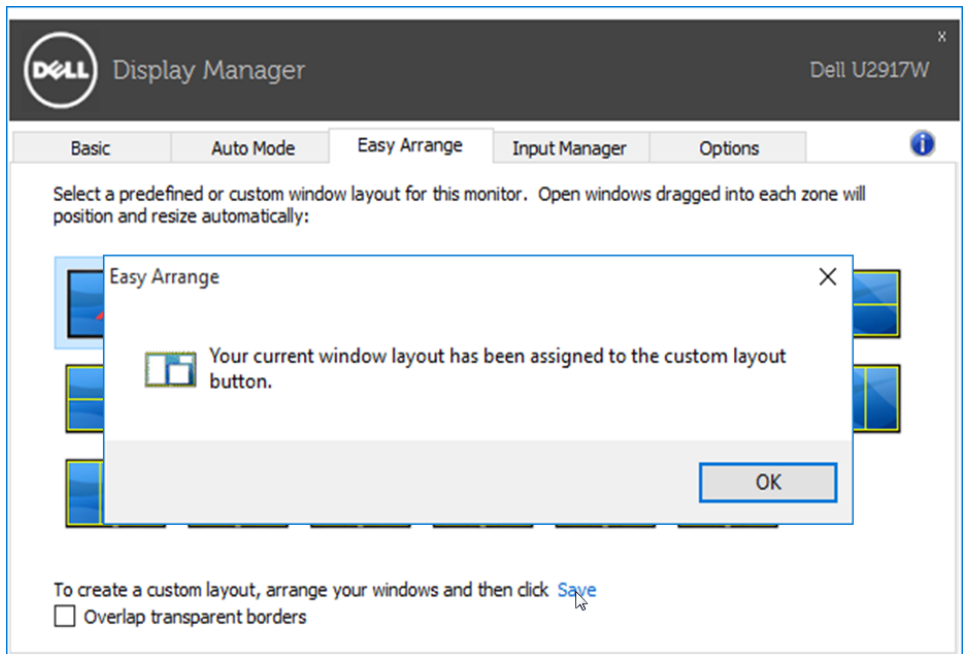 x
DELL
Display Manager
Dell U2917W
Basic
Auto Mode
Easy Arrange
Input Manager
Options
Select a predefined or custom window layout for this monitor. Open windows dragged into each zone will
position and resize automatically:
Easy Arrange
Your current window layout has been assigned to the custom layout
button.
OK
To create a custom layout, arrange your windows and then click Save
Overlap transparent borders